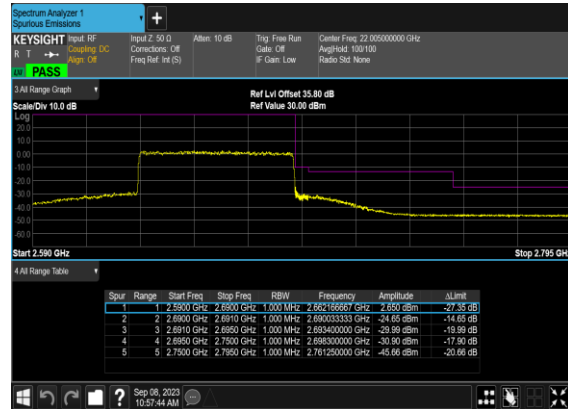 Spectrum Analyzer 1
Spurious Emissions
+
KEYSIGHT Input: RF Input Z: 50 Ω Atten: 10 dB Trig: Free Run Center Freq: 22.005000000 GHz
R T Coupling: DC Corrections: Off Gate: Off Avg|Hold: 100/100
Align: Off Freq Ref: Int (S) IF Gain: Low Radio Std: None
PASS
3 All Range Graph
Ref Lvl Offset 35.80 dB
Scale/Div 10.0 dB Ref Value 30.00 dBm
Log
20.0
10.0
0.00
-10.0
-20.0
-30.0
-40.0
-50.0
-60.0
Start 2.590 GHz Stop 2.795 GHz
4 All Range Table
Spur Range Start Freq Stop Freq RBW Frequency Amplitude ΔLimit
1 1 2.5900 GHz 2.6900 GHz 1.000 MHz 2.662166667 GHz 2.650 dBm -27.35 dB
2 2 2.6900 GHz 2.6910 GHz 1.000 MHz 2.690033333 GHz -24.65 dBm -14.65 dB
3 3 2.6910 GHz 2.6950 GHz 1.000 MHz 2.693400000 GHz -29.99 dBm -19.99 dB
4 4 2.6950 GHz 2.7500 GHz 1.000 MHz 2.698300000 GHz -30.90 dBm -17.90 dB
5 5 2.7500 GHz 2.7950 GHz 1.000 MHz 2.761250000 GHz -45.66 dBm -20.66 dB
? Sep 08, 2023
10:57:44 AM